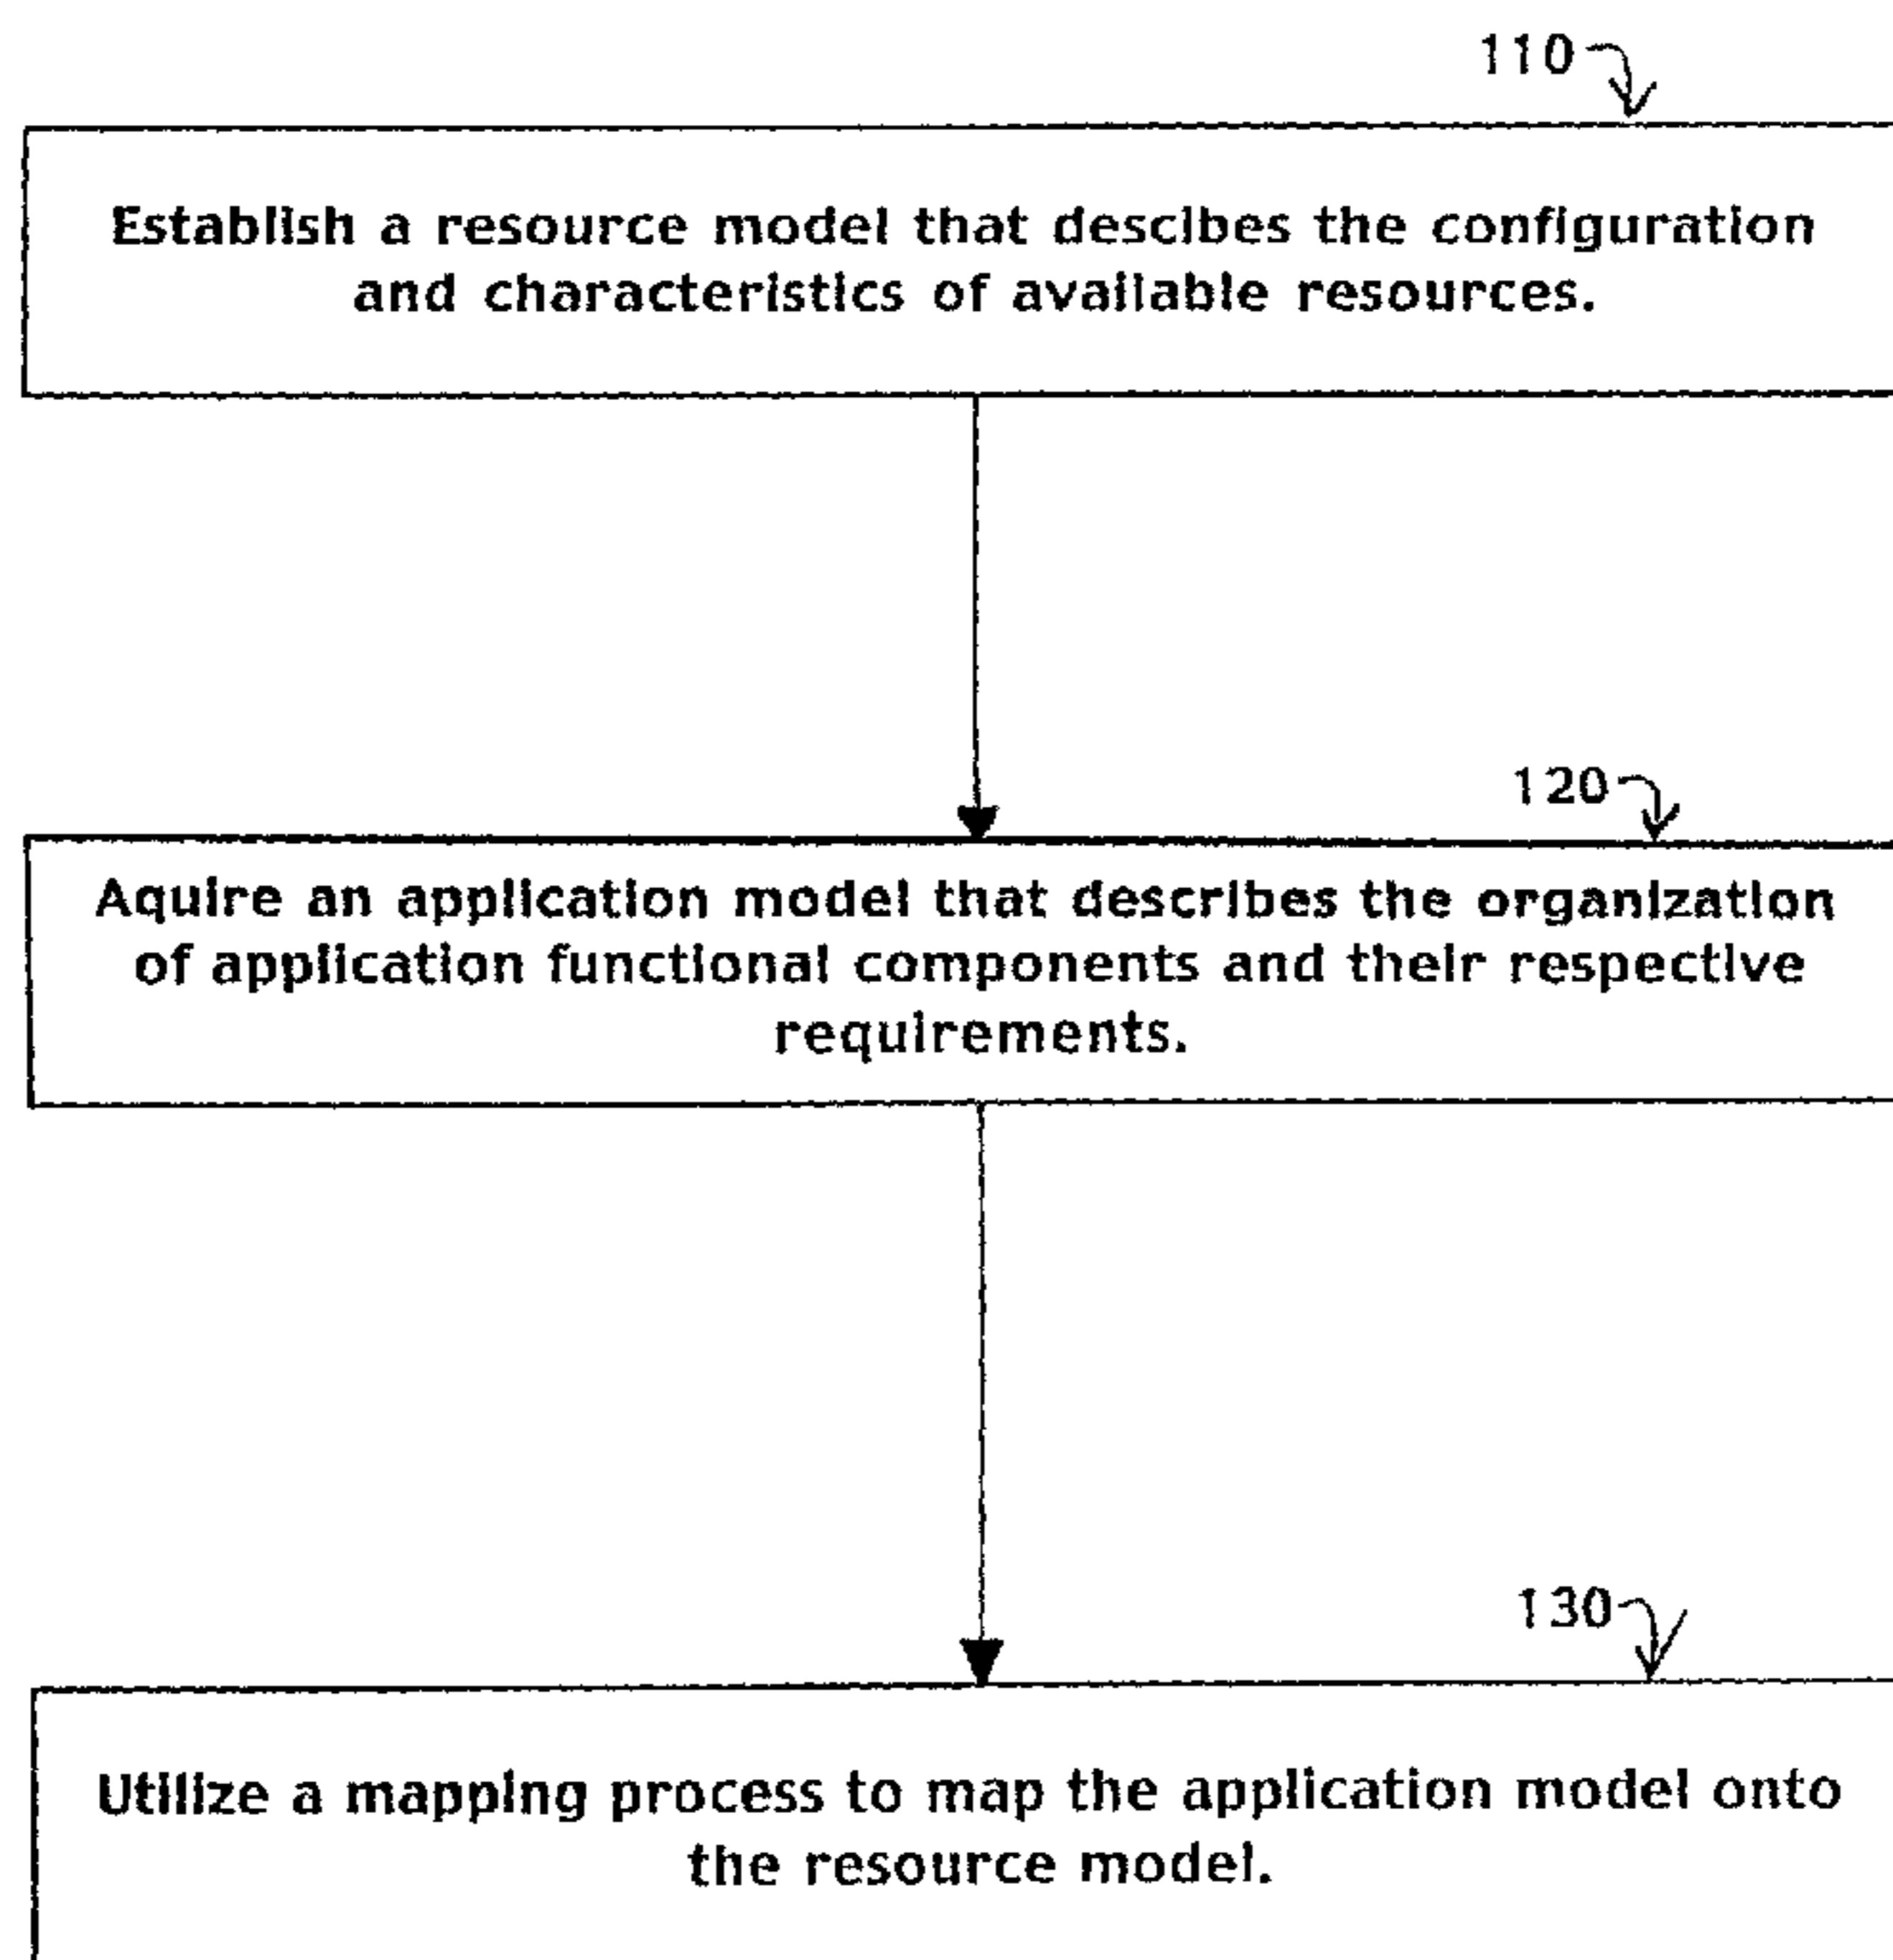 110
Establish a resource model that descibes the configuration
and characteristics of available resources.
120
Aquire an application model that describes the organization
of application functional components and their respective
requirements.
130
Utilize a mapping process to map the application model onto
the resource model.